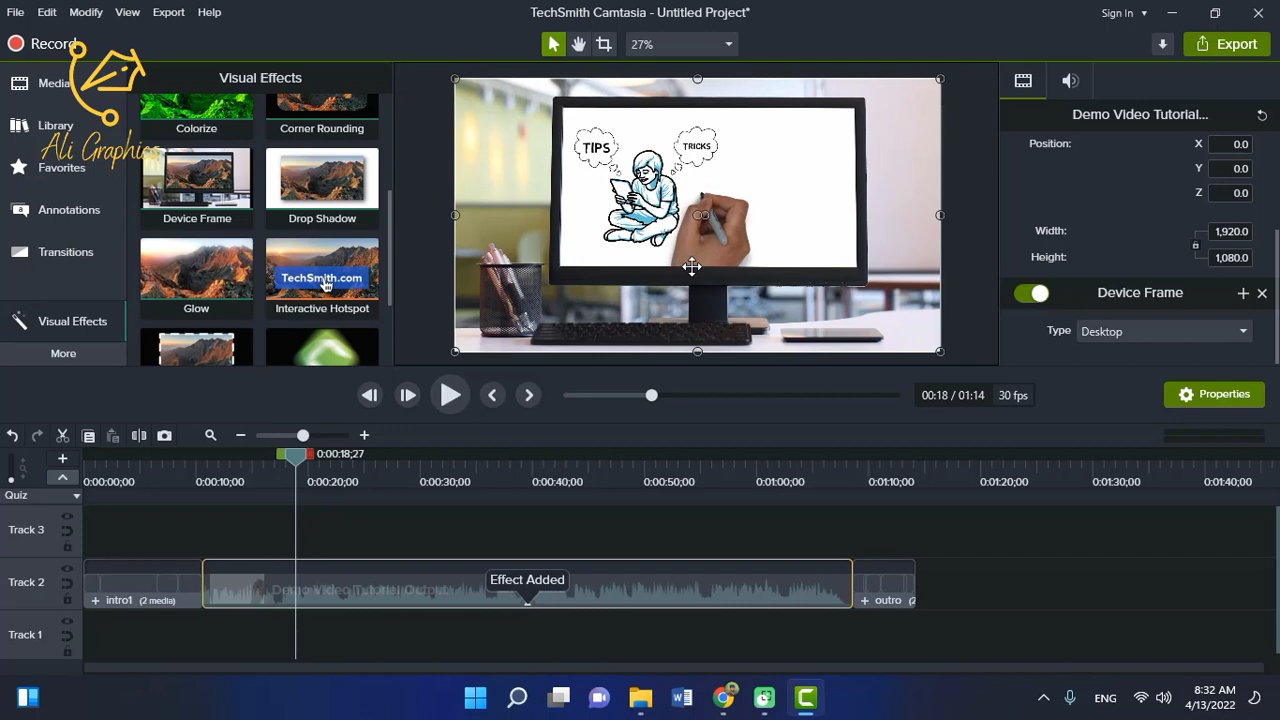 File Edit Modify View Export Help
TechSmith Camtasia - Untitled Project*
Sign In
Record
27%
Export
Media
Library
Favorites
Annotations
Transitions
Visual Effects
More
Ali Graphics
Visual Effects
Colorize
Corner Rounding
Device Frame
Drop Shadow
TechSmith.com
Glow
Interactive Hotspot
TIPS
TRICKS
Demo Video Tutorial...
Position: X 0.0
Y 0.0
Z 0.0
Width: 1,920.0
Height: 1,080.0
Device Frame
Type Desktop
00:18 / 01:14 30 fps
Properties
0:00:18;27
0:00:00;00 0:00:10;00 0:00:20;00 0:00:30;00 0:00:40;00 0:00:50;00 0:01:00;00 0:01:10;00 0:01:20;00 0:01:30;00 0:01:40;00
Quiz
Track 3
Track 2
+ intro1 (2 media)
Demo Video Tutorial Output
Effect Added
+ outro (2
Track 1
ENG
8:32 AM
4/13/2022